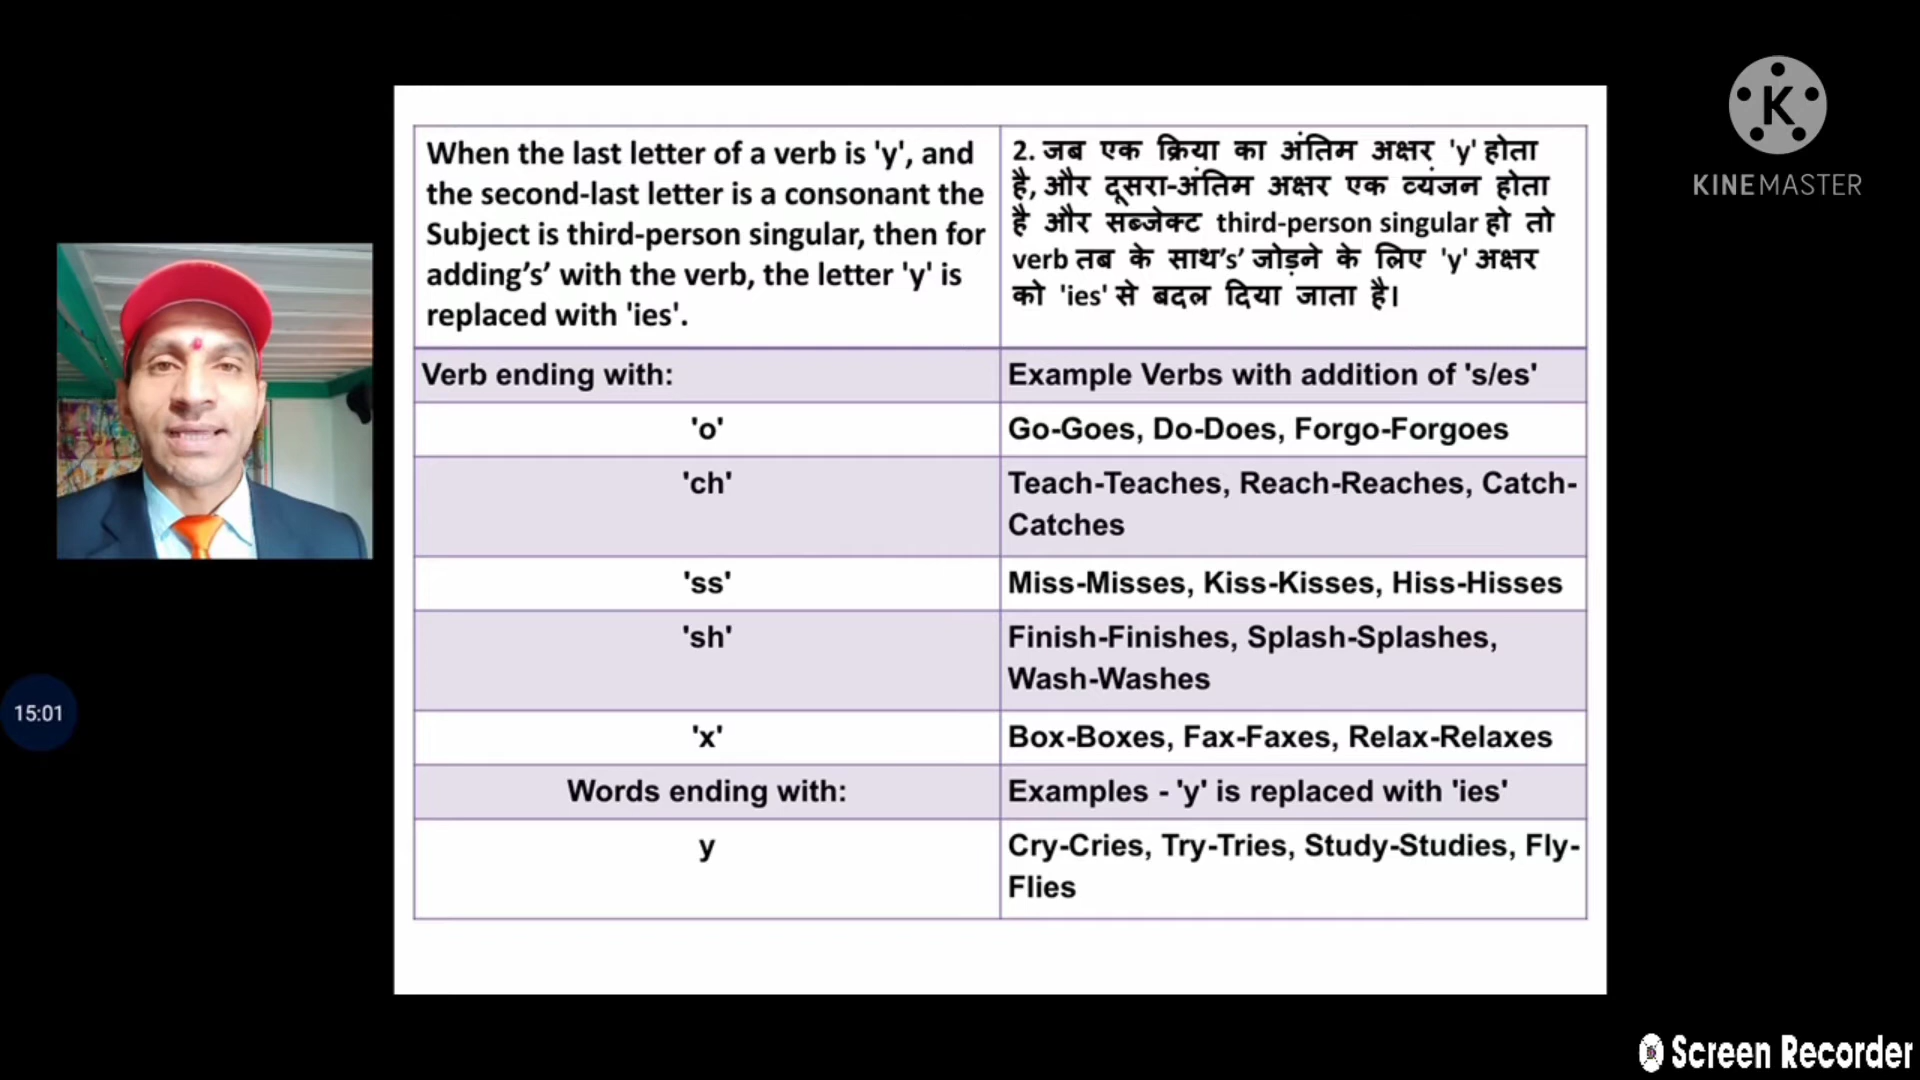 K
KINEMASTER
When the last letter of a verb is 'y', and
the second-last letter is a consonant the
Subject is third-person singular, then for
adding’s’ with the verb, the letter 'y' is
replaced with 'ies'.
2. जब एक क्रिया का अंतिम अक्षर 'y' होता
है, और दूसरा-अंतिम अक्षर एक व्यंजन होता
है और सब्जेक्ट third-person singular हो तो
verb तब के साथ’s’ जोड़ने के लिए 'y' अक्षर
को 'ies' से बदल दिया जाता है।
Verb ending with:
Example Verbs with addition of 's/es'
'o'
Go-Goes, Do-Does, Forgo-Forgoes
'ch'
Teach-Teaches, Reach-Reaches, Catch-
Catches
'ss'
Miss-Misses, Kiss-Kisses, Hiss-Hisses
'sh'
Finish-Finishes, Splash-Splashes,
Wash-Washes
'x'
Box-Boxes, Fax-Faxes, Relax-Relaxes
Words ending with:
Examples - 'y' is replaced with 'ies'
y
Cry-Cries, Try-Tries, Study-Studies, Fly-
Flies
15:01
Screen Recorder